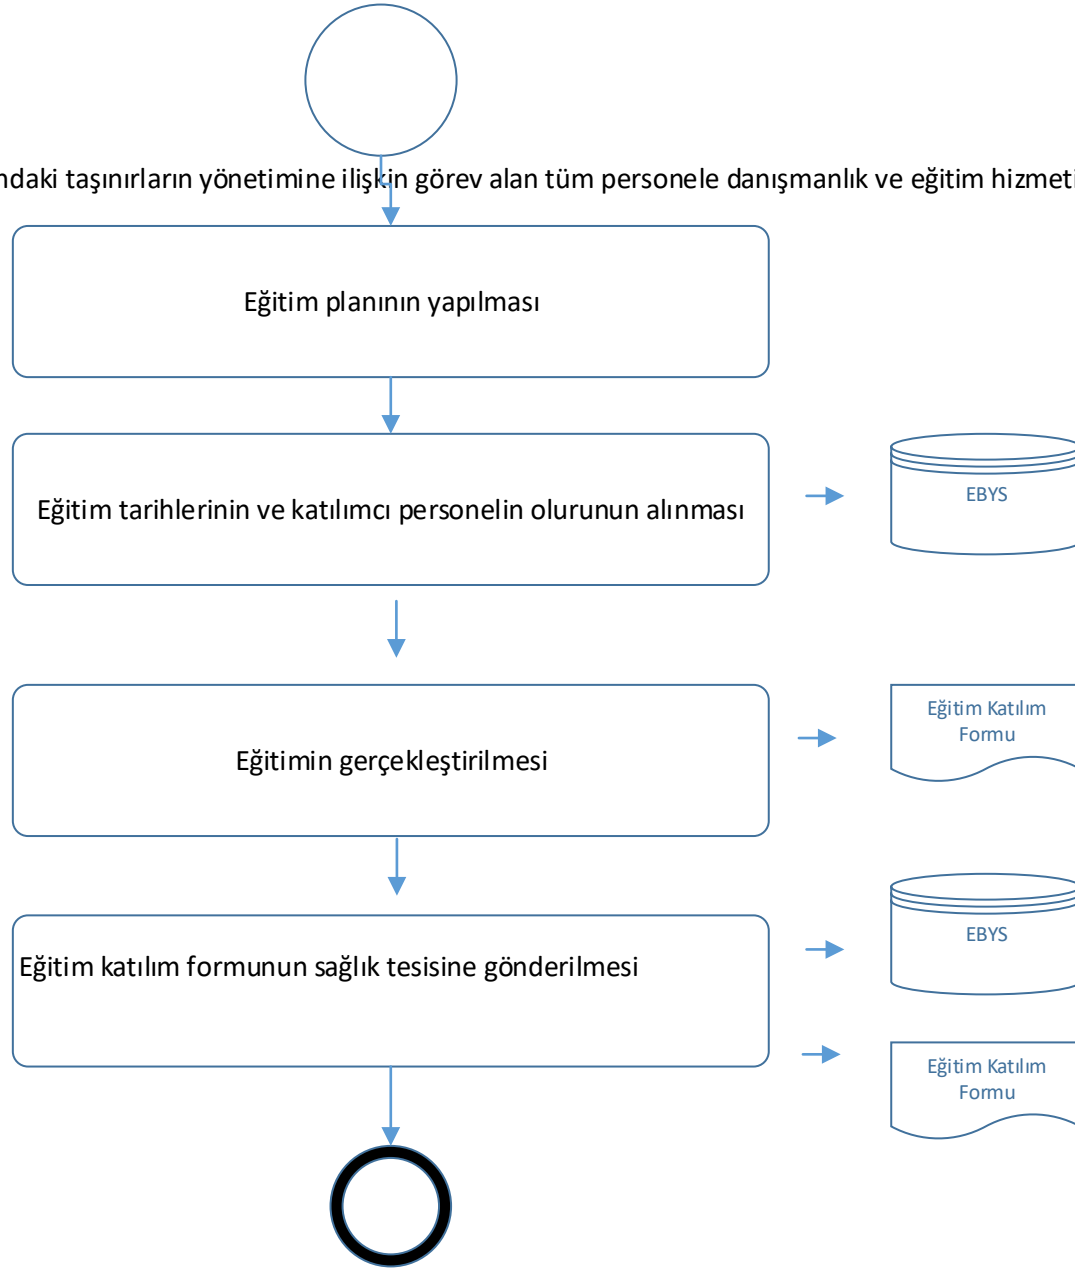 taşınırların yönetimine ilişkin görev alan tüm personele danışmanlık ve eğitim hizmeti
Eğitim planının yapılması
Eğitim tarihlerinin ve katılımcı personelin olurunun alınması
EBYS
Eğitim Katılım
Formu
Eğitimin gerçekleştirilmesi
EBYS
Eğitim katılım formunun sağlık tesisine gönderilmesi
Eğitim Katılım
Formu